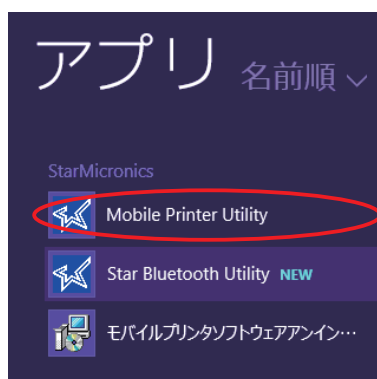 アプリ 名前順
StarMicronics
Mobile Printer Utility
Star Bluetooth Utility NEW
モバイルプリンタソフトウェアアンイン…